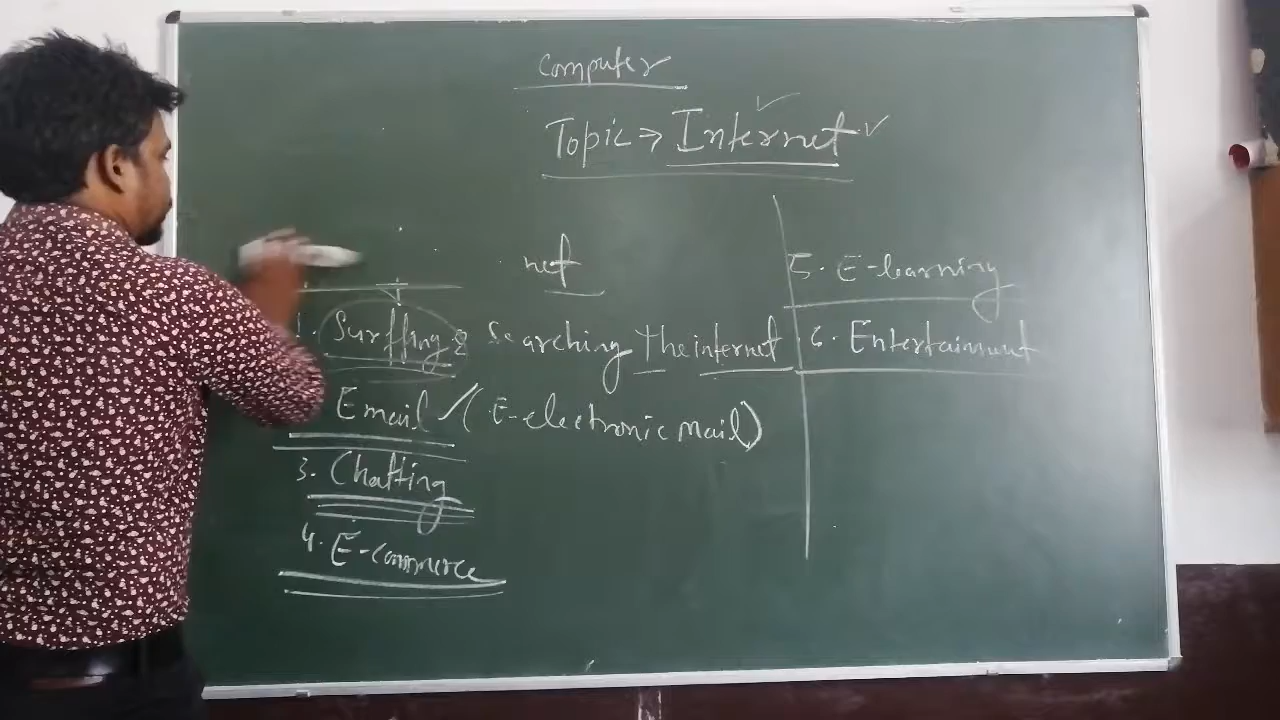 Computer
Topic ⇒ Internet
net
1. Surffing & Searching the internet
Email / (E-electronic Mail)
3. Chatting
4. E-commerce
5. E-learning
6. Entertainment